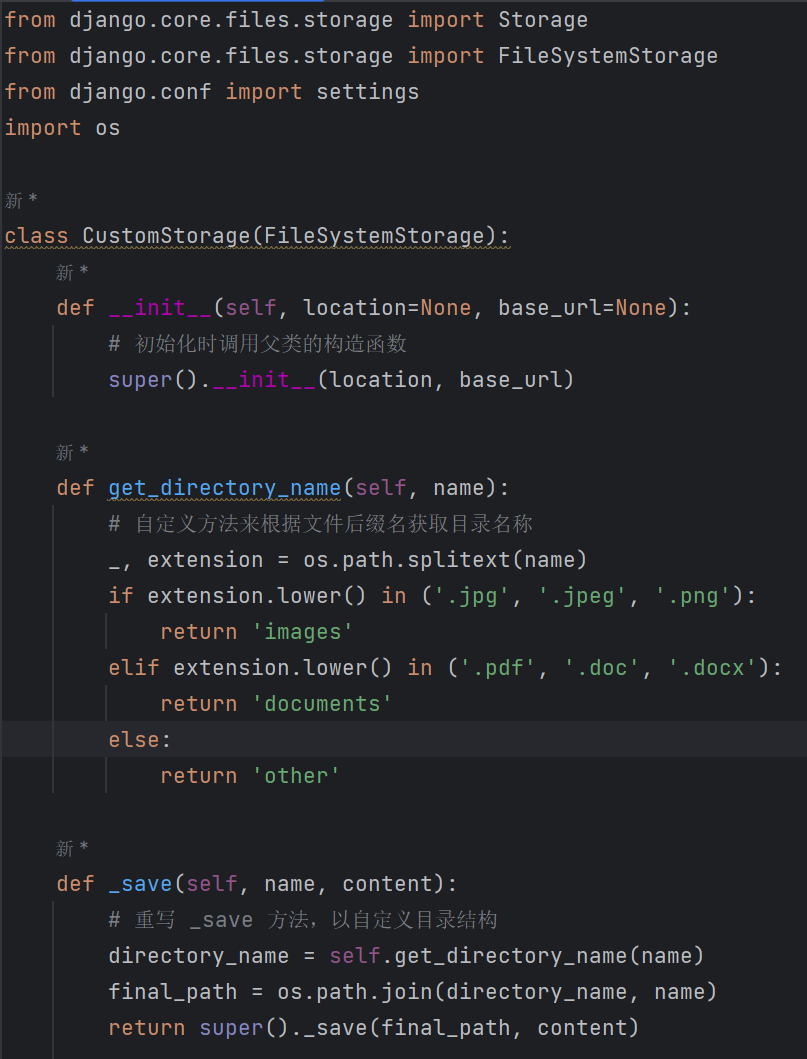 from django.core.files.storage import Storage
from django.core.files.storage import FileSystemStorage
from django.conf import settings
import os
新 *
class CustomStorage(FileSystemStorage):
新 *
def __init__(self, location=None, base_url=None):
# 初始化时调用父类的构造函数
super().__init__(location, base_url)
新 *
def get_directory_name(self, name):
# 自定义方法来根据文件后缀名获取目录名称
_, extension = os.path.splitext(name)
if extension.lower() in ('.jpg', '.jpeg', '.png'):
return 'images'
elif extension.lower() in ('.pdf', '.doc', '.docx'):
return 'documents'
else:
return 'other'
新 *
def _save(self, name, content):
# 重写 _save 方法，以自定义目录结构
directory_name = self.get_directory_name(name)
final_path = os.path.join(directory_name, name)
return super()._save(final_path, content)